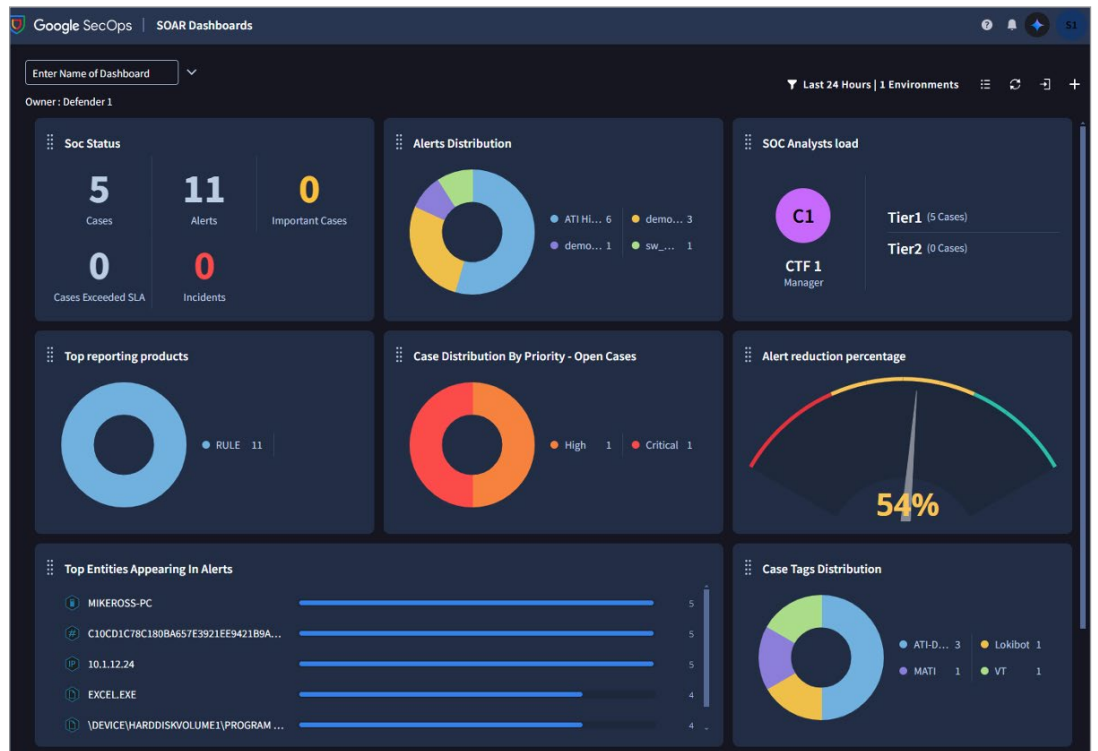 Google SecOps | SOAR Dashboards
S1
Enter Name of Dashboard
Last 24 Hours | 1 Environments
Owner : Defender 1
Soc Status
5
Cases
11
Alerts
0
Important Cases
0
Cases Exceeded SLA
0
Incidents
Alerts Distribution
ATI Hi... 6
demo... 3
demo... 1
sw_... 1
SOC Analysts load
C1
CTF 1
Manager
Tier1 (5 Cases)
Tier2 (0 Cases)
Top reporting products
RULE 11
Case Distribution By Priority - Open Cases
High 1
Critical 1
Alert reduction percentage
54%
Top Entities Appearing In Alerts
MIKEROSS-PC 5
C10CD1C78C180BA657E3921EE9421B9A... 5
IP 10.1.12.24 5
EXCEL.EXE 4
\DEVICE\HARDDISKVOLUME1\PROGRAM ... 4
Case Tags Distribution
ATI-D... 3
Lokibot 1
MATI 1
VT 1